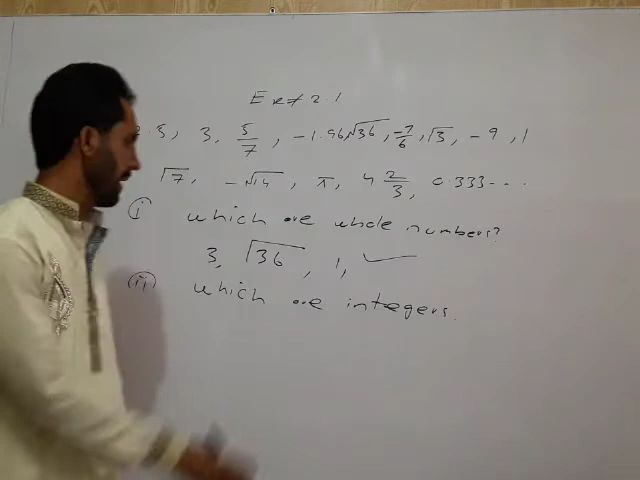 Ex # 2.1
.5, 3, 5/7, -1.96, √36, -7/6, √3, -9, 1
√7, -√14, π, 4 2/3, 0.333...
(i) which are whole numbers?
3, √36, 1, ✓
(ii) which are integers.